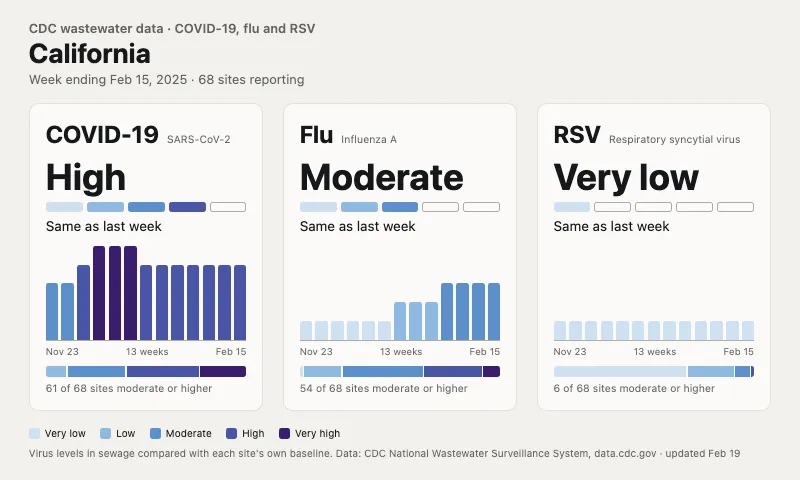 CDC wastewater data · COVID-19, flu and RSV
California
Week ending Feb 15, 2025 · 68 sites reporting
COVID-19 SARS-CoV-2
High
Same as last week
Nov 23 13 weeks Feb 15
61 of 68 sites moderate or higher
Flu Influenza A
Moderate
Same as last week
Nov 23 13 weeks Feb 15
54 of 68 sites moderate or higher
RSV Respiratory syncytial virus
Very low
Same as last week
Nov 23 13 weeks Feb 15
6 of 68 sites moderate or higher
Very low Low Moderate High Very high
Virus levels in sewage compared with each site's own baseline. Data: CDC National Wastewater Surveillance System, data.cdc.gov · updated Feb 19